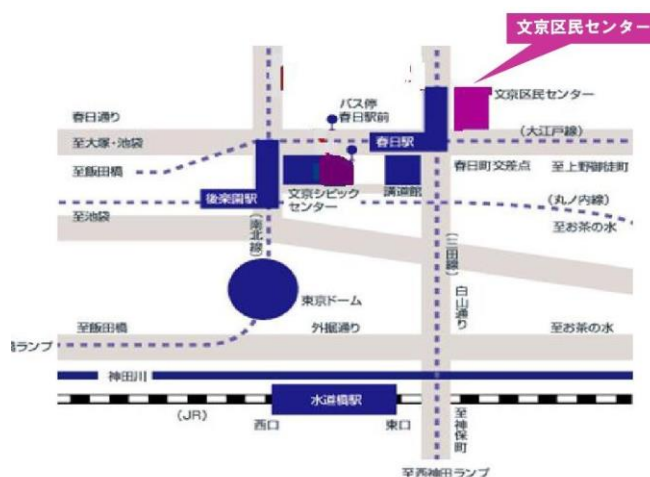 文京区民センター
文京区民センター
バス停
春日駅前
春日通り
(大江戸線)
至大塚・池袋
春日駅
至飯田橋
春日町交差点
至上野御徒町
後楽園駅
文京シビック
センター
講道館
(丸ノ内線)
至池袋
(南北線)
至お茶の水
(三田線)
白山通り
東京ドーム
至飯田橋
外掘通り
至お茶の水
ランプ
神田川
水道橋駅
(JR)
西口
東口
至神保町
至西神田ランプ